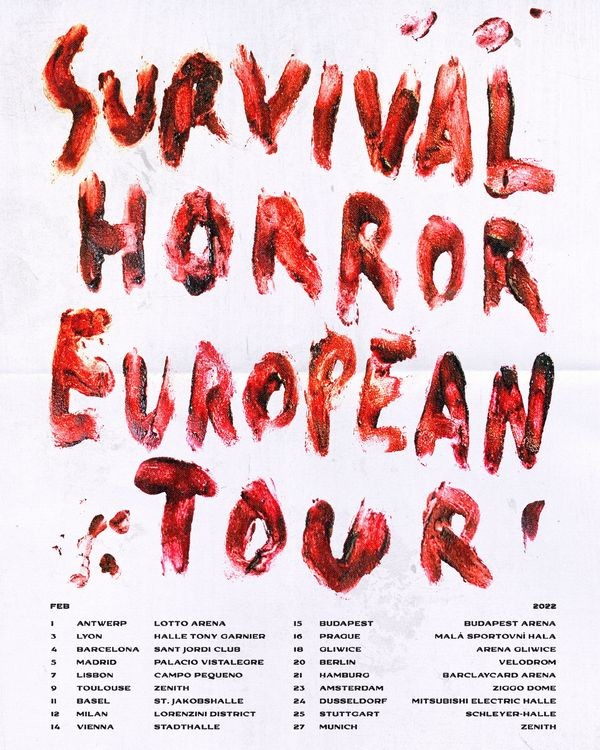 SURVIVAL
HORROR
EUROPEAN
TOUR
FEB 2022
1 ANTWERP LOTTO ARENA
3 LYON HALLE TONY GARNIER
4 BARCELONA SANT JORDI CLUB
5 MADRID PALACIO VISTALEGRE
7 LISBON CAMPO PEQUENO
9 TOULOUSE ZENITH
11 BASEL ST. JAKOBSHALLE
12 MILAN LORENZINI DISTRICT
14 VIENNA STADTHALLE
15 BUDAPEST BUDAPEST ARENA
16 PRAGUE MALÁ SPORTOVNÍ HALA
18 GLIWICE ARENA GLIWICE
20 BERLIN VELODROM
21 HAMBURG BARCLAYCARD ARENA
23 AMSTERDAM ZIGGO DOME
24 DUSSELDORF MITSUBISHI ELECTRIC HALLE
25 STUTTGART SCHLEYER-HALLE
27 MUNICH ZENITH